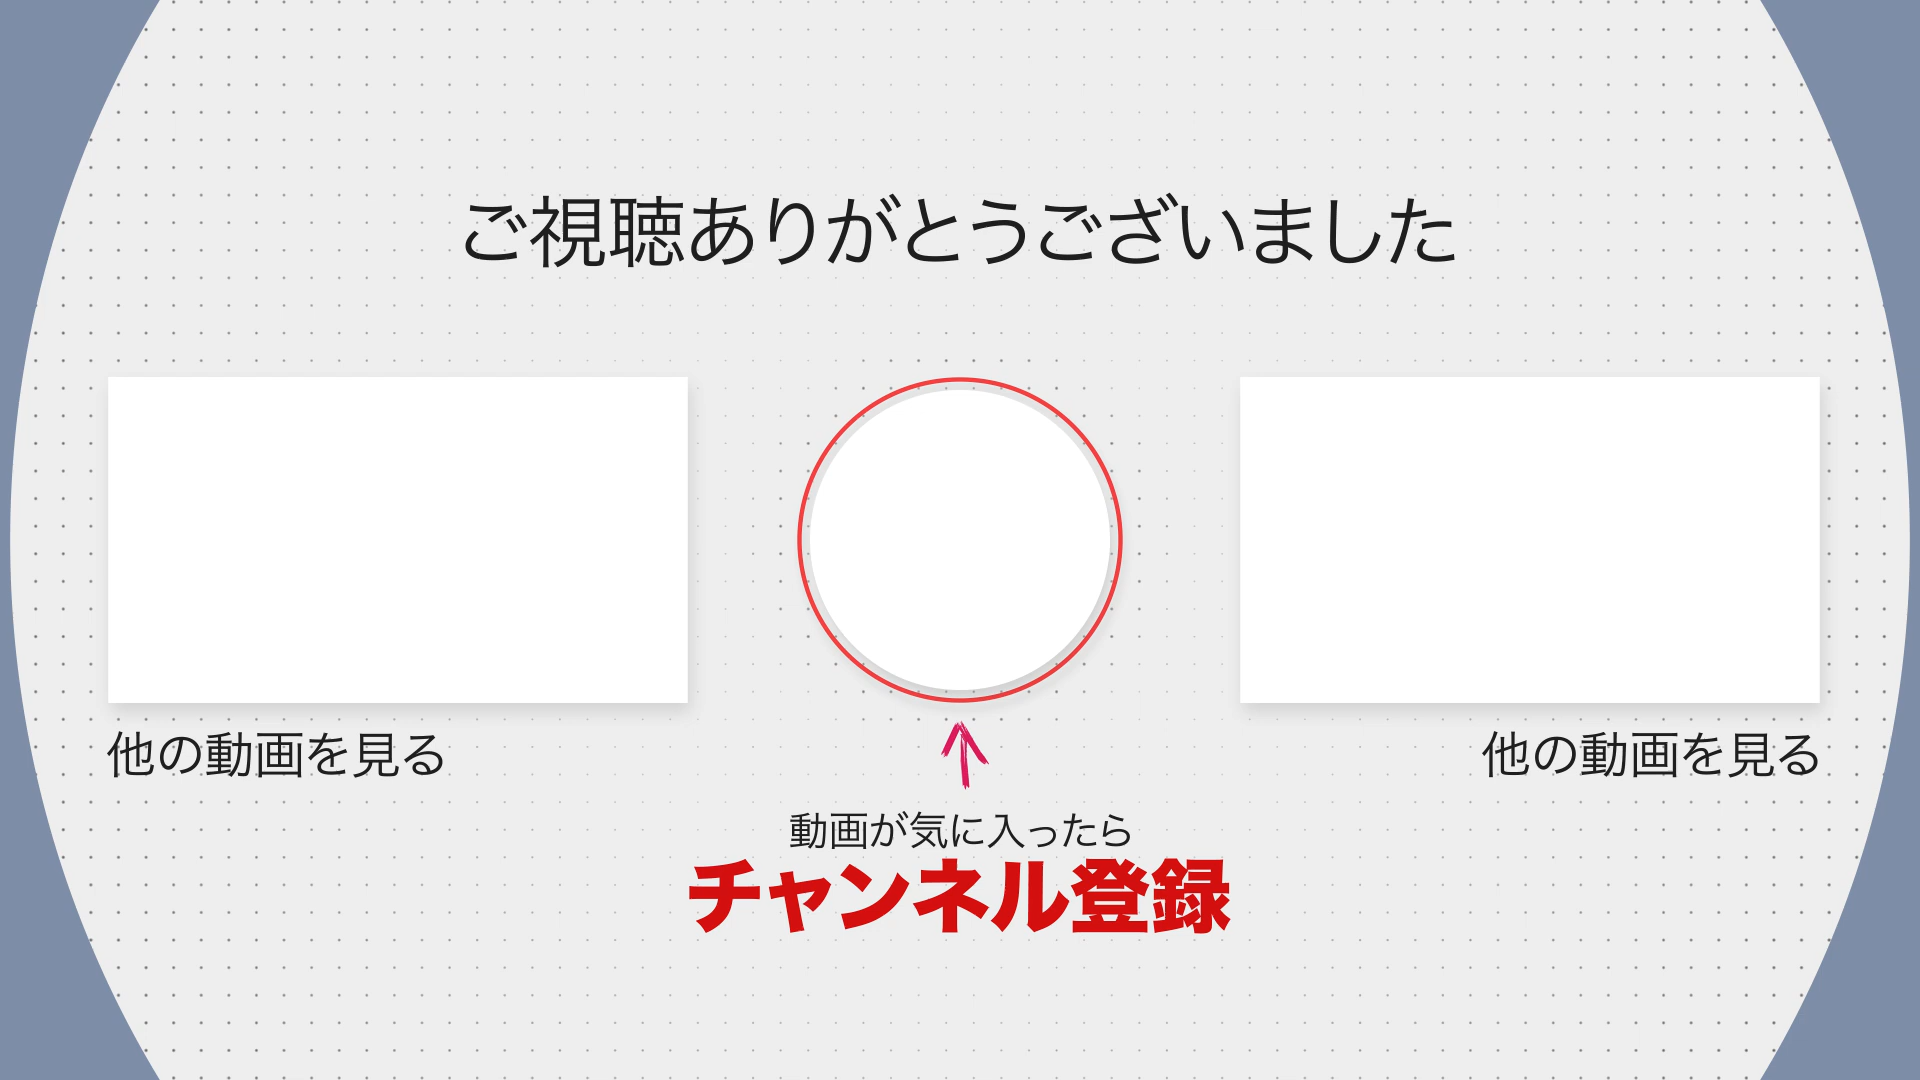 ご視聴ありがとうございました
他の動画を見る
他の動画を見る
動画が気に入ったら
チャンネル登録